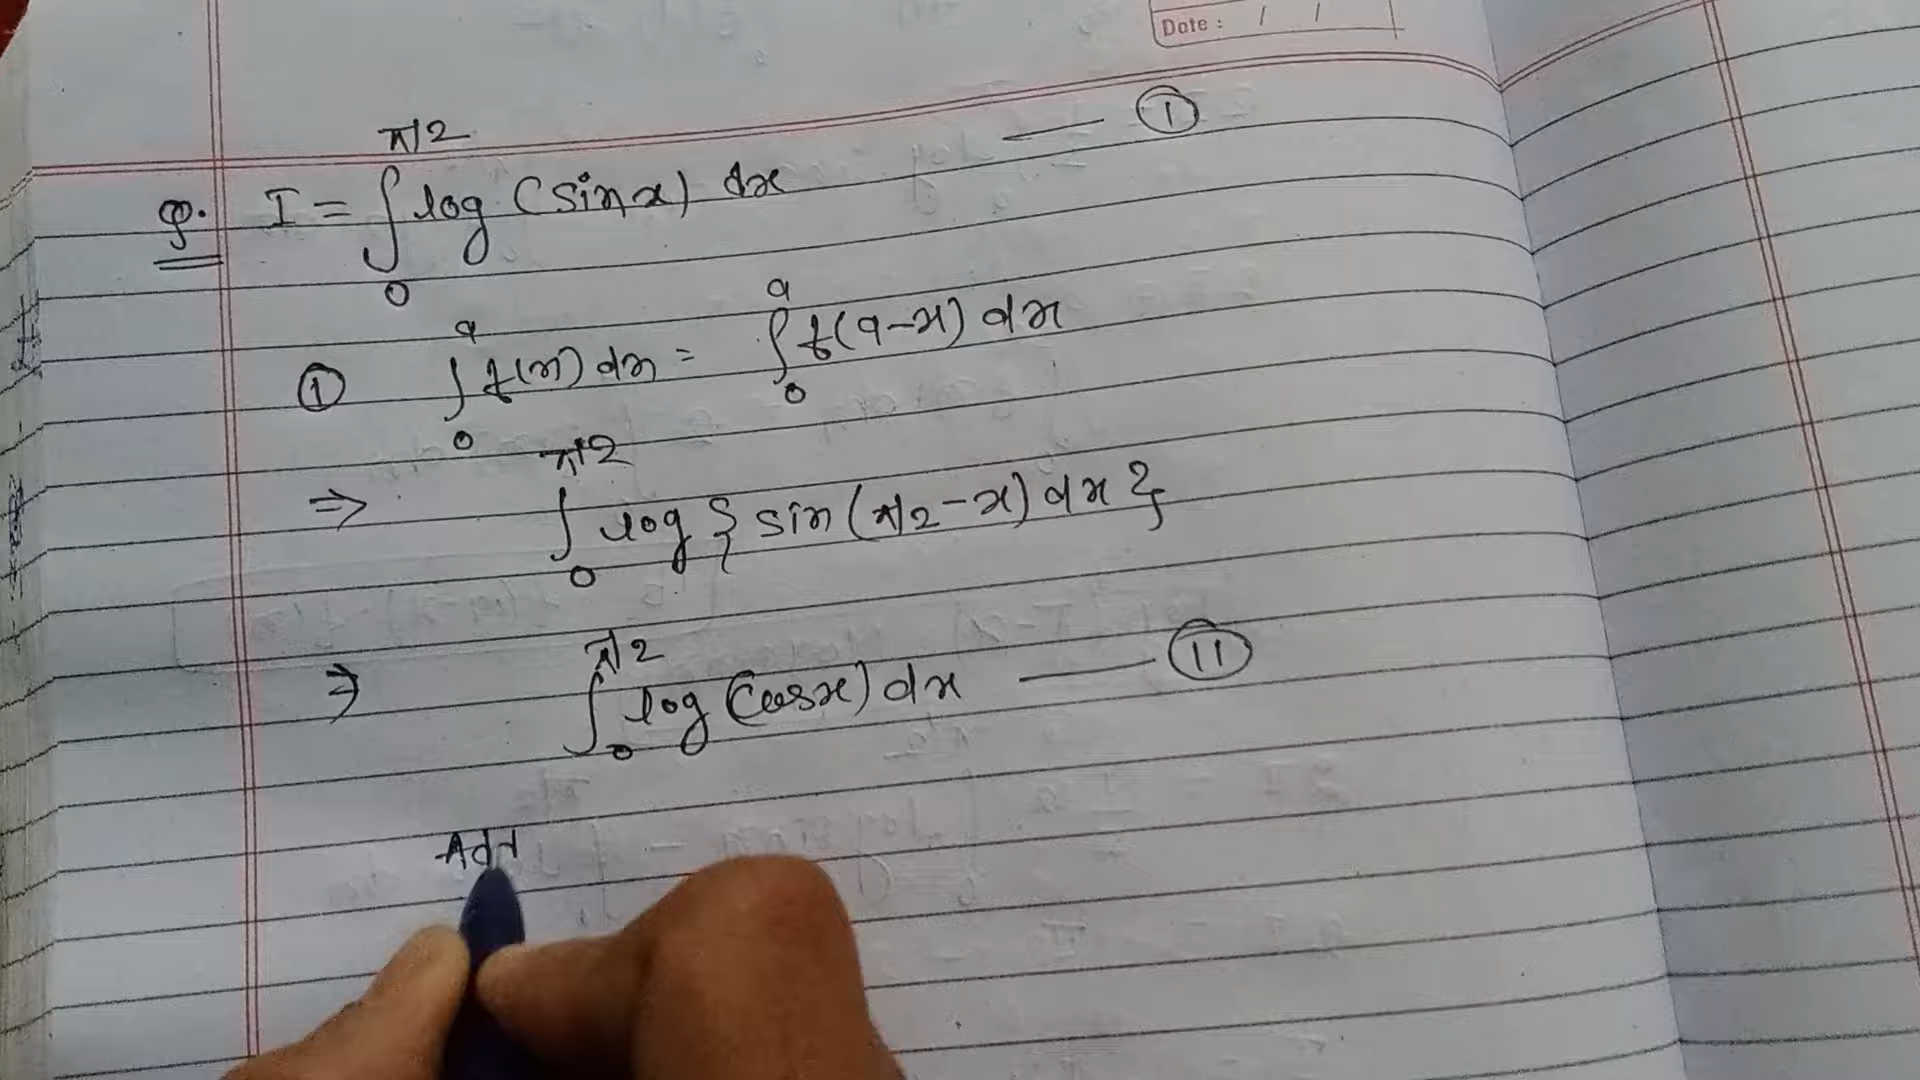 Date : / /
π/2
Q. I = ∫ log (sin x) dx —— ①
0
a a
① ∫ f(x) dx = ∫ f(a-x) dx
0 0
π/2
⇒ ∫ log { sin (π/2 - x) dx }
0
π/2
⇒ ∫ log (cos x) dx —— (II)
0
Add